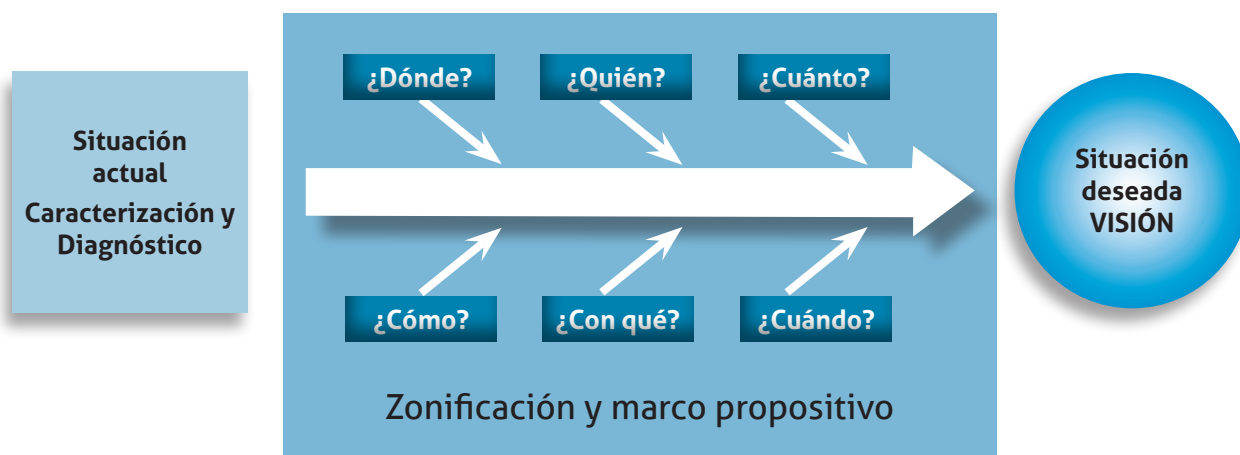 Situación
actual
Caracterización y
Diagnóstico
¿Dónde?
¿Quién?
¿Cuánto?
¿Cómo?
¿Con qué?
¿Cuándo?
Zonificación y marco propositivo
Situación
deseada
VISIÓN